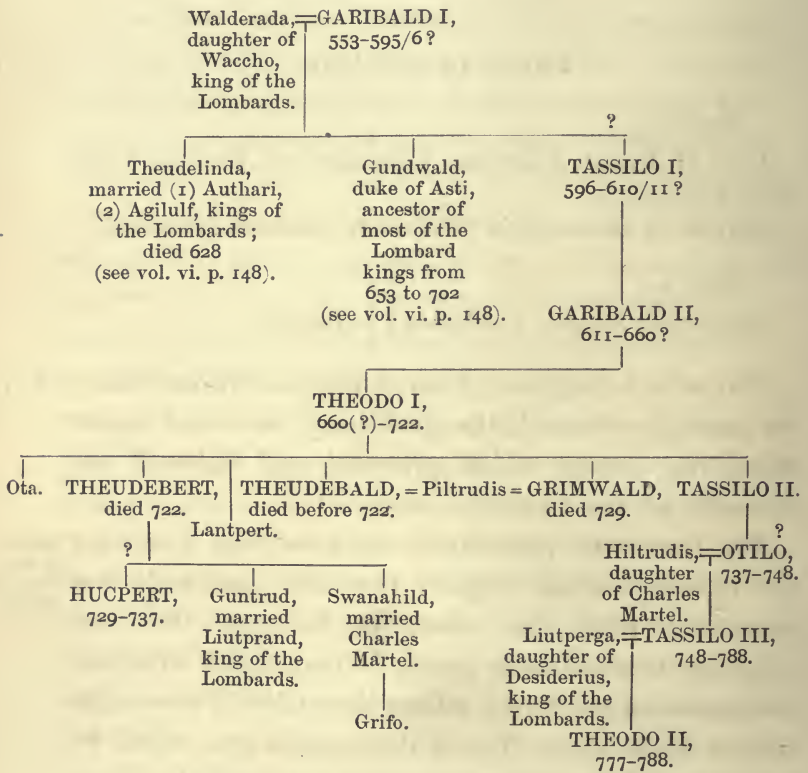 Walderada,
daughter of
Waccho,
king of the
Lombards.
GARIBALD I,
553-595/6?
Theudelinda,
married (1) Authari,
(2) Agilulf, kings of
the Lombards;
died 628
(see vol. vi. p. 148).
Gundwald,
duke of Asti,
ancestor of
most of the
Lombard
kings from
653 to 702
(see vol. vi. p. 148).
?
TASSILO I,
596-610/11?
GARIBALD II,
611-660?
THEODO I,
660(?)-722.
Ota.
THEUDEBERT,
died 722.
Lantpert.
THEUDEBALD, = Piltrudis = GRIMWALD,
died before 722.
died 729.
TASSILO II.
?
HUCPERT,
729-737.
Guntrud,
married
Liutprand,
king of the
Lombards.
Swanahild,
married
Charles
Martel.
Grifo.
?
Hiltrudis,
daughter
of Charles
Martel.
OTILO,
737-748.
Liutperga,
daughter of
Desiderius,
king of the
Lombards.
TASSILO III,
748-788.
THEODO II,
777-788.